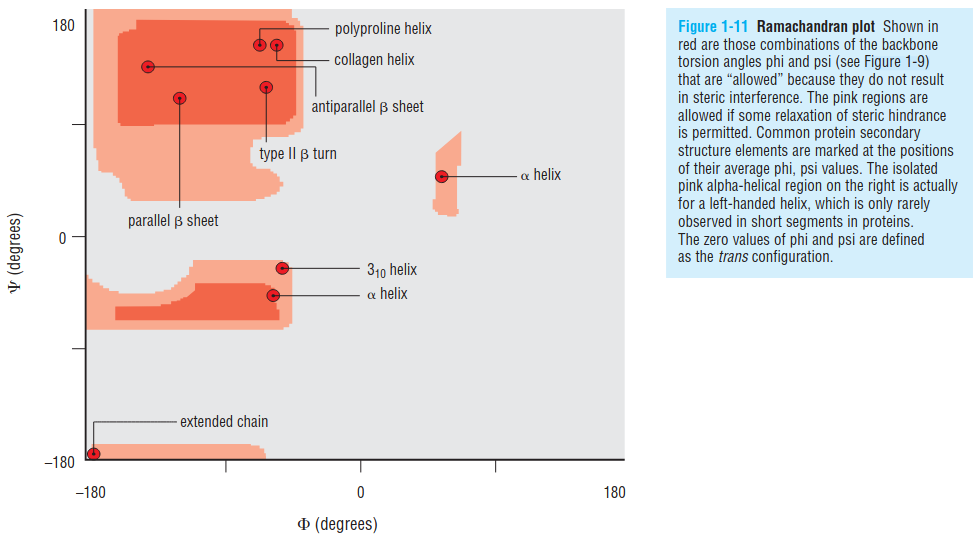 180
polyproline helix
collagen helix
antiparallel β sheet
type II β turn
α helix
parallel β sheet
0
Ψ (degrees)
3₁₀ helix
α helix
extended chain
–180
–180
0
180
Φ (degrees)
Figure 1-11 Ramachandran plot Shown in
red are those combinations of the backbone
torsion angles phi and psi (see Figure 1-9)
that are “allowed” because they do not result
in steric interference. The pink regions are
allowed if some relaxation of steric hindrance
is permitted. Common protein secondary
structure elements are marked at the positions
of their average phi, psi values. The isolated
pink alpha-helical region on the right is actually
for a left-handed helix, which is only rarely
observed in short segments in proteins.
The zero values of phi and psi are defined
as the trans configuration.